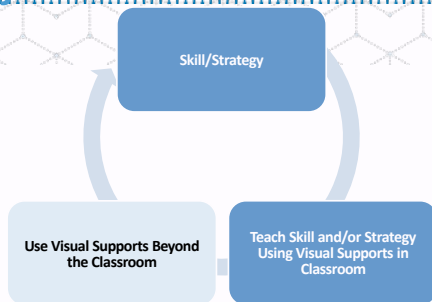 Skill/Strategy
Use Visual Supports Beyond
the Classroom
Teach Skill and/or Strategy
Using Visual Supports in
Classroom